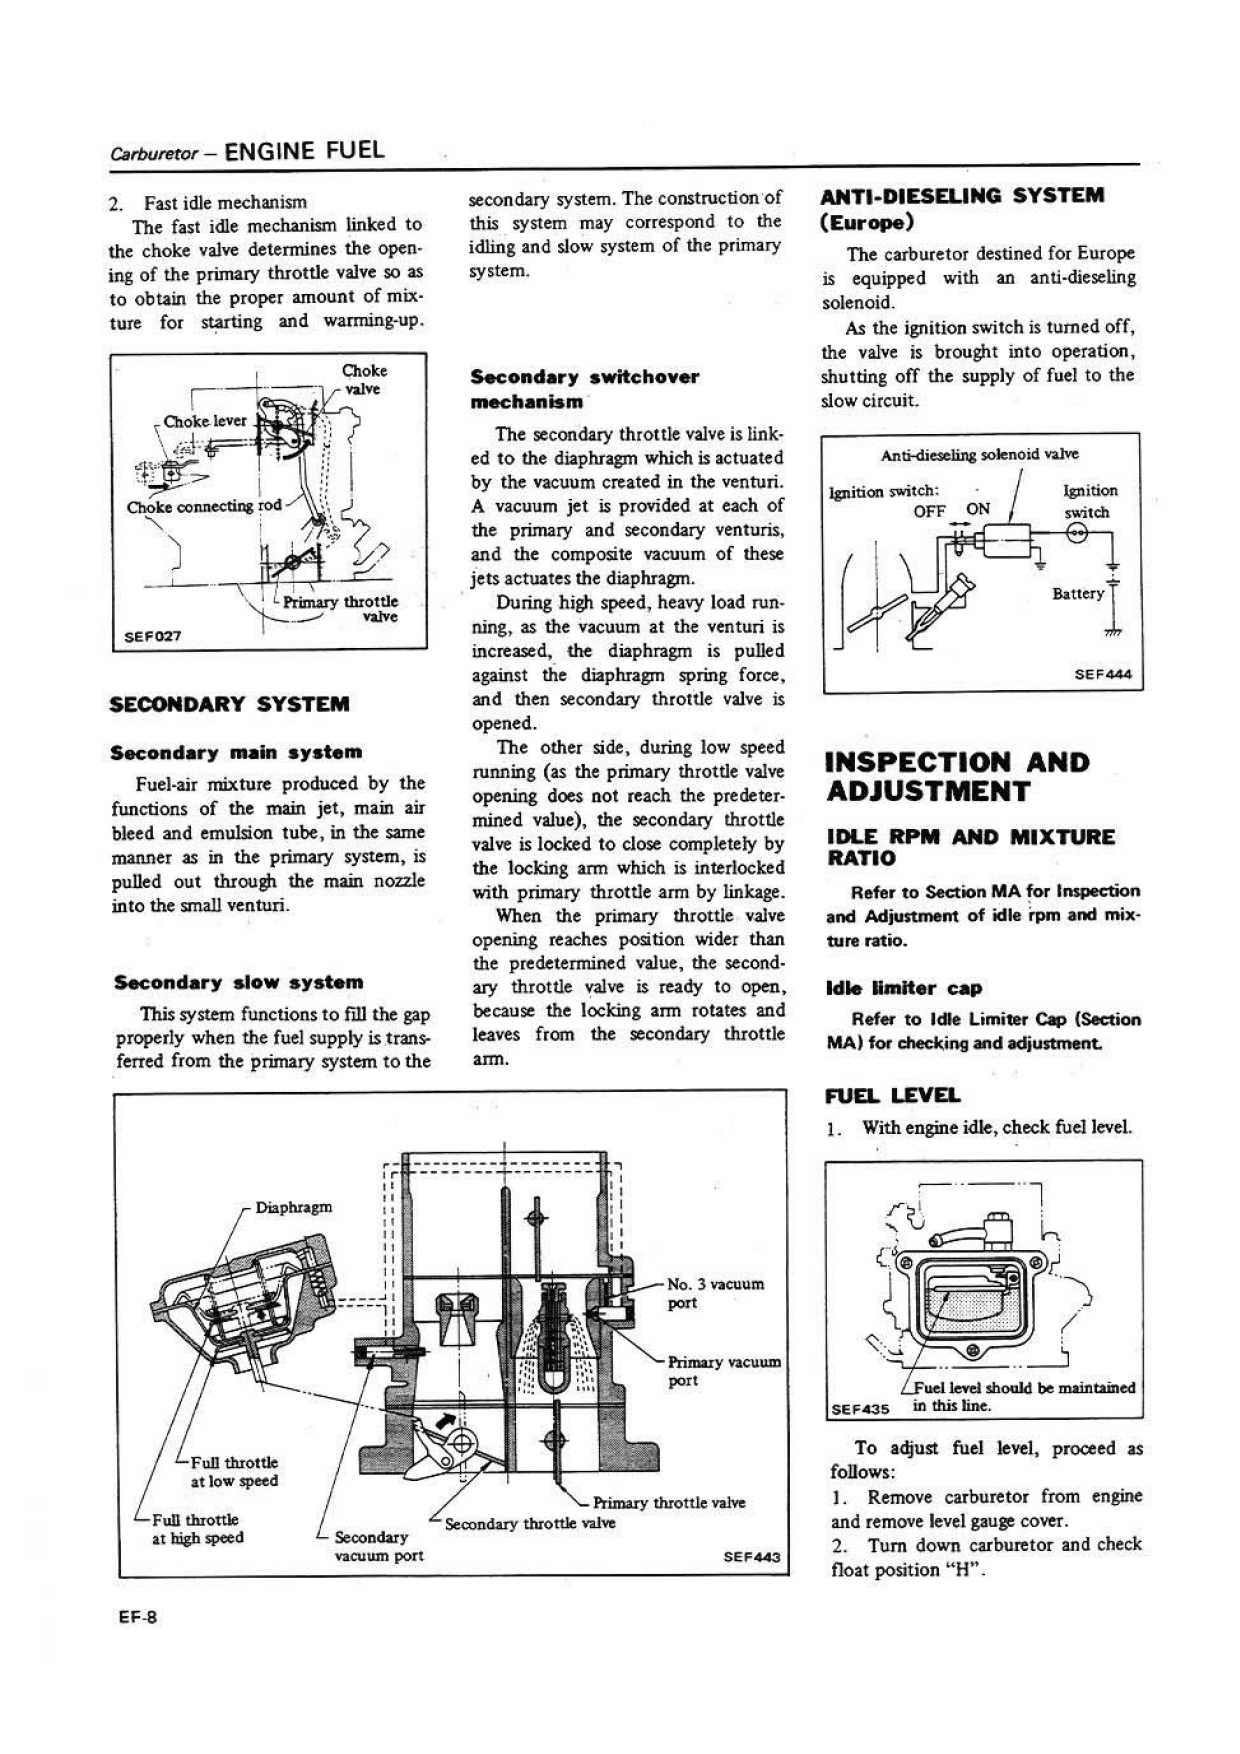 Carburetor — ENGINE FUEL
2. Fast idle mechanism
The fast idle mechanism linked to
the choke valve determines the open-
ing of the primary throttle valve so as
to obtain the proper amount of mix-
ture for starting and warming-up.
Choke
valve
Choke lever
Choke connecting rod
Primary throttle
valve
SEF027
SECONDARY SYSTEM
Secondary main system
Fuel-air mixture produced by the
functions of the main jet, main air
bleed and emulsion tube, in the same
manner as in the primary system, is
pulled out through the main nozzle
into the small venturi.
Secondary slow system
This system functions to fill the gap
properly when the fuel supply is trans-
ferred from the primary system to the
secondary system. The construction of
this system may correspond to the
idling and slow system of the primary
system.
Secondary switchover
mechanism
The secondary throttle valve is link-
ed to the diaphragm which is actuated
by the vacuum created in the venturi.
A vacuum jet is provided at each of
the primary and secondary venturis,
and the composite vacuum of these
jets actuates the diaphragm.
During high speed, heavy load run-
ning, as the vacuum at the venturi is
increased, the diaphragm is pulled
against the diaphragm spring force,
and then secondary throttle valve is
opened.
The other side, during low speed
running (as the primary throttle valve
opening does not reach the predeter-
mined value), the secondary throttle
valve is locked to close completely by
the locking arm which is interlocked
with primary throttle arm by linkage.
When the primary throttle valve
opening reaches position wider than
the predetermined value, the second-
ary throttle valve is ready to open,
because the locking arm rotates and
leaves from the secondary throttle
arm.
Diaphragm
No. 3 vacuum
port
Primary vacuum
port
Full throttle
at low speed
Full throttle
at high speed
Secondary
vacuum port
Secondary throttle valve
Primary throttle valve
SEF443
ANTI-DIESELING SYSTEM
(Europe)
The carburetor destined for Europe
is equipped with an anti-dieseling
solenoid.
As the ignition switch is turned off,
the valve is brought into operation,
shutting off the supply of fuel to the
slow circuit.
Anti-dieseling solenoid valve
Ignition switch:
OFF ON
Ignition
switch
Battery
SEF444
INSPECTION AND
ADJUSTMENT
IDLE RPM AND MIXTURE
RATIO
Refer to Section MA for Inspection
and Adjustment of idle rpm and mix-
ture ratio.
Idle limiter cap
Refer to Idle Limiter Cap (Section
MA) for checking and adjustment.
FUEL LEVEL
1. With engine idle, check fuel level.
Fuel level should be maintained
in this line.
SEF435
To adjust fuel level, proceed as
follows:
1. Remove carburetor from engine
and remove level gauge cover.
2. Turn down carburetor and check
float position "H".
EF-8